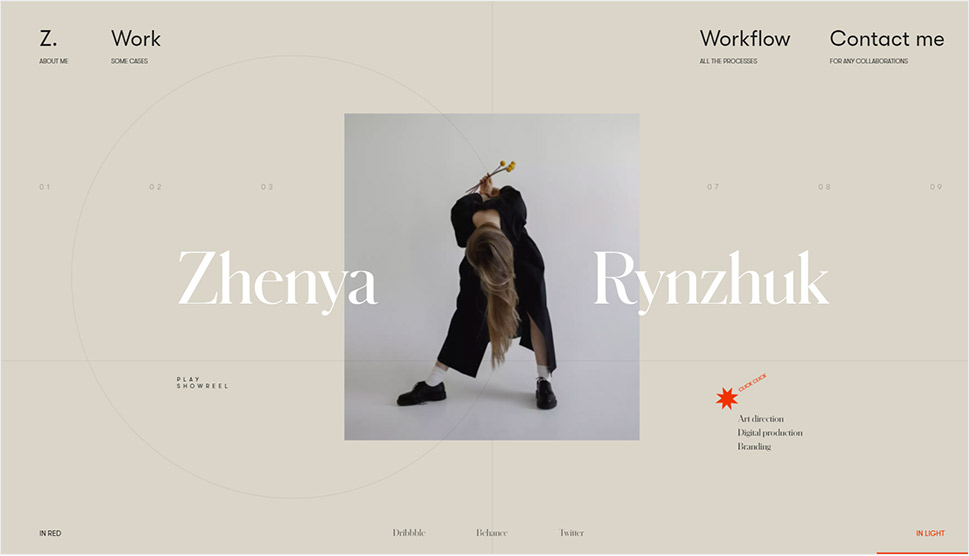 Z.
ABOUT ME
Work
SOME CASES
Workflow
ALL THE PROCESSES
Contact me
FOR ANY COLLABORATIONS
01 02 03 07 08 09
Zhenya Rynzhuk
PLAY
SHOWREEL
CLICK CLICK
Art direction
Digital production
Branding
IN RED
Dribbble
Behance
Twitter
IN LIGHT